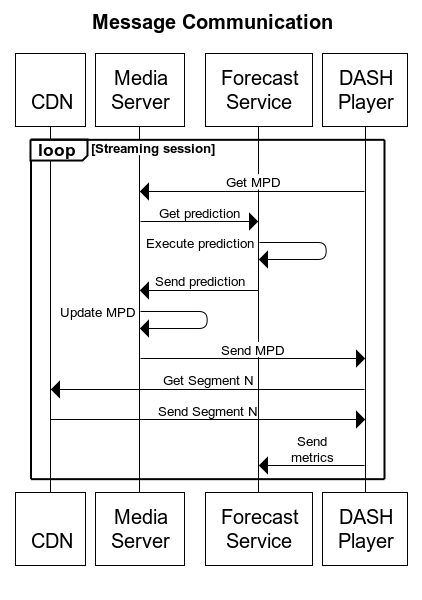 Message Communication
CDN
Media
Server
Forecast
Service
DASH
Player
loop [Streaming session]
Get MPD
Get prediction
Execute prediction
Send prediction
Update MPD
Send MPD
Get Segment N
Send Segment N
Send
metrics
CDN
Media
Server
Forecast
Service
DASH
Player